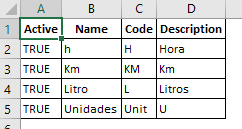 A B C D
1 Active Name Code Description
2 TRUE h H Hora
3 TRUE Km KM Km
4 TRUE Litro L Litros
5 TRUE Unidades Unit U
6